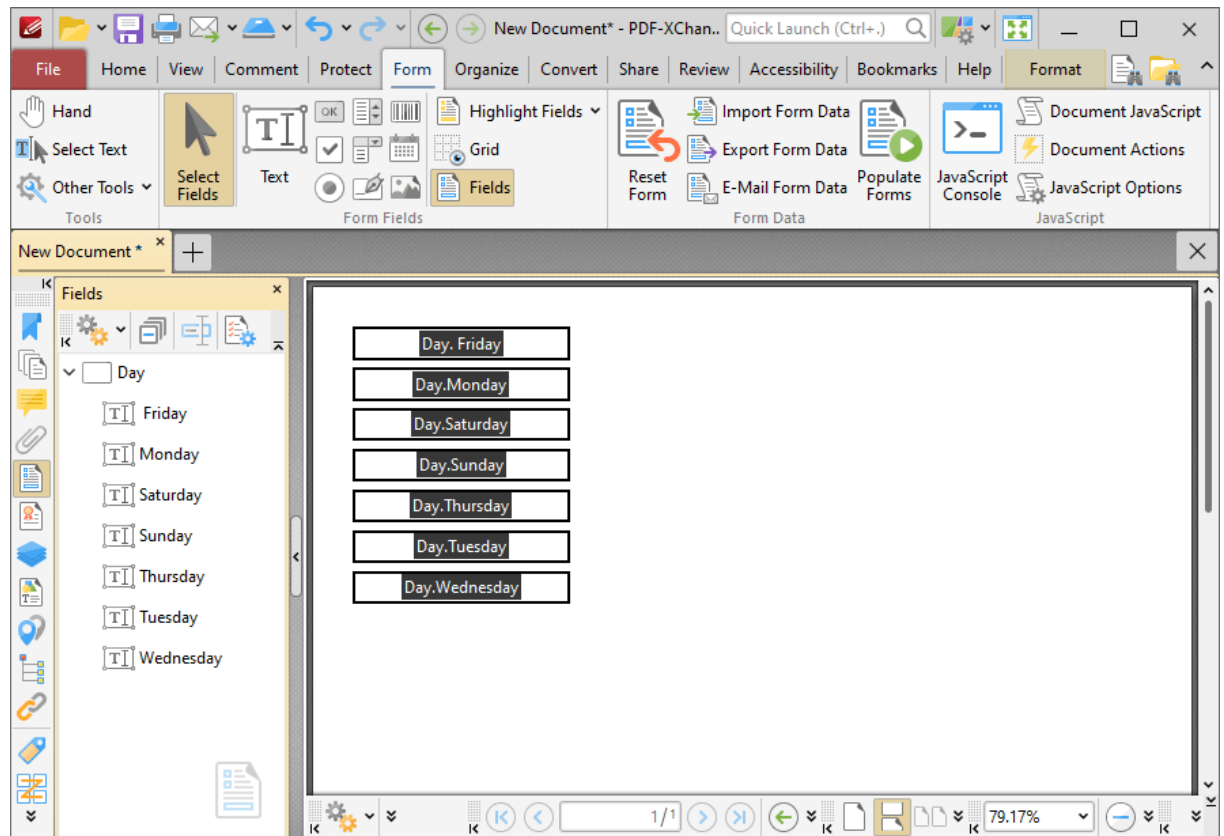 New Document* - PDF-XChan.. Quick Launch (Ctrl+.)
File Home View Comment Protect Form Organize Convert Share Review Accessibility Bookmarks Help Format
Hand
Select Text
Other Tools
Tools
Select Fields
Text
OK
Form Fields
Highlight Fields
Grid
Fields
Reset Form
Import Form Data
Export Form Data
E-Mail Form Data
Populate Forms
Form Data
JavaScript Console
Document JavaScript
Document Actions
JavaScript Options
JavaScript
New Document *
Fields
Day
Friday
Monday
Saturday
Sunday
Thursday
Tuesday
Wednesday
Day. Friday
Day.Monday
Day.Saturday
Day.Sunday
Day.Thursday
Day.Tuesday
Day.Wednesday
1/1
79.17%